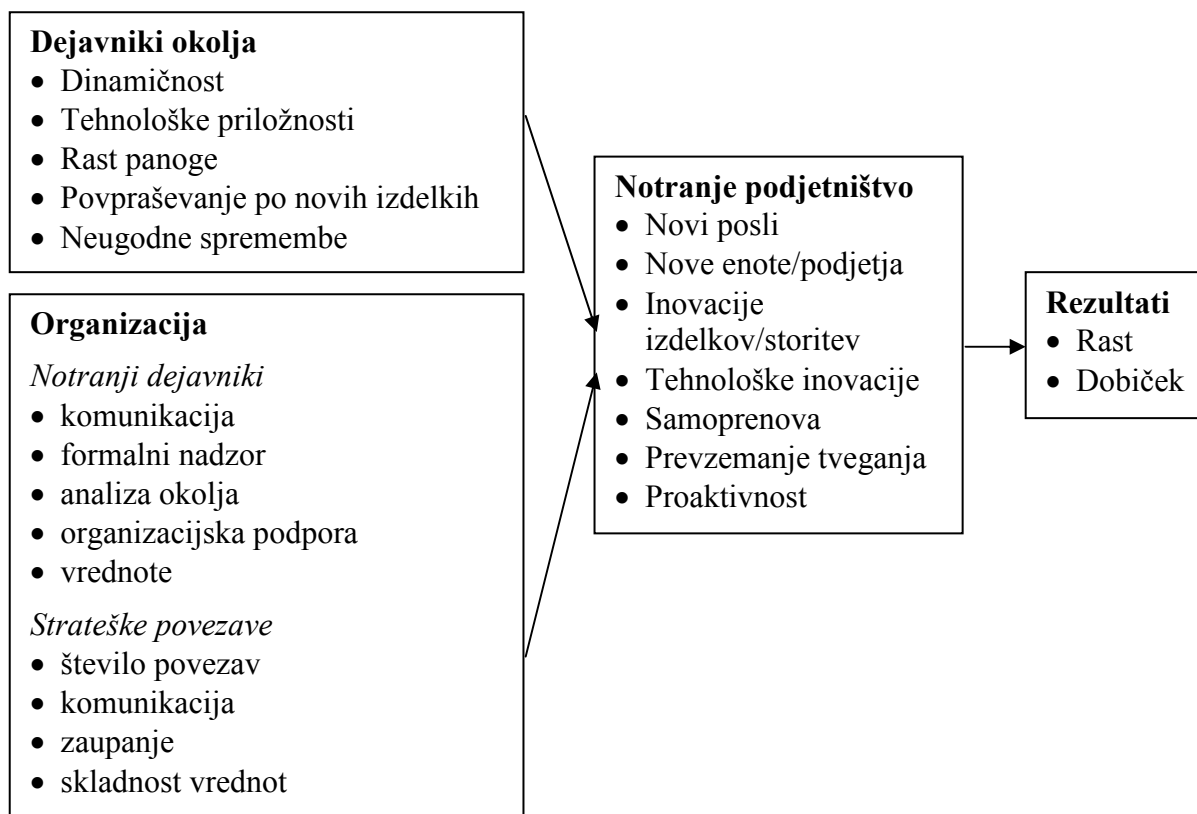 Dejavniki okolja
• Dinamičnost
• Tehnološke priložnosti
• Rast panoge
• Povpraševanje po novih izdelkih
• Neugodne spremembe
Organizacija
Notranji dejavniki
• komunikacija
• formalni nadzor
• analiza okolja
• organizacijska podpora
• vrednote
Strateške povezave
• število povezav
• komunikacija
• zaupanje
• skladnost vrednot
Notranje podjetništvo
• Novi posli
• Nove enote/podjetja
• Inovacije
izdelkov/storitev
• Tehnološke inovacije
• Samoprenova
• Prevzemanje tveganja
• Proaktivnost
Rezultati
• Rast
• Dobiček